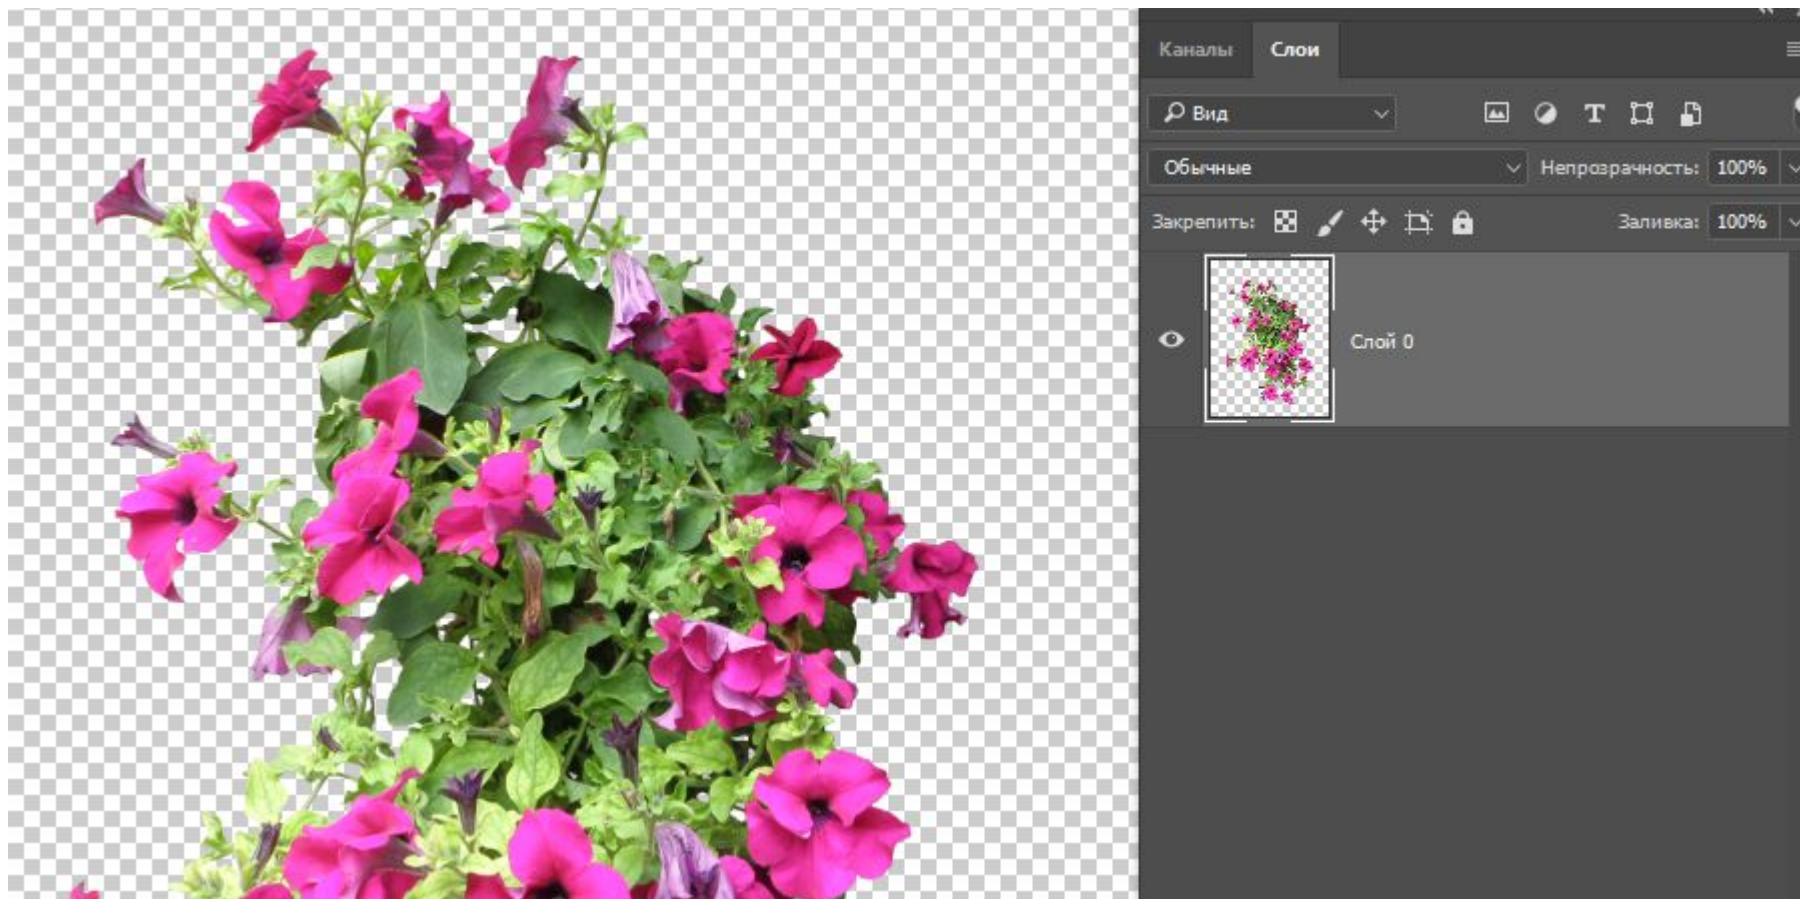 Каналы Слои
Вид
Обычные Непрозрачность: 100%
Закрепить: Заливка: 100%
Слой 0